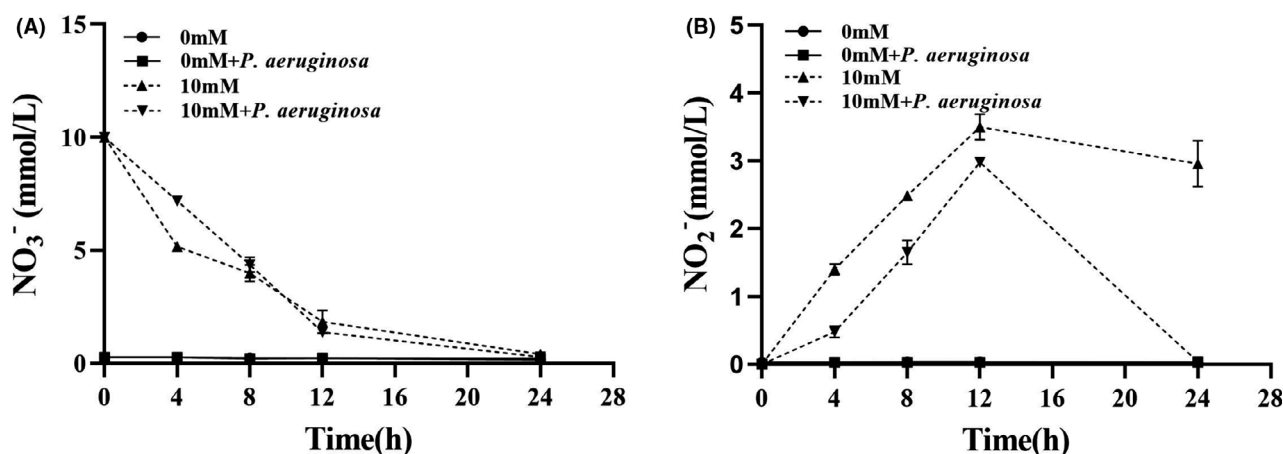 (A)
15
10
5
0
NO₃⁻ (mmol/L)
0mM
0mM+P. aeruginosa
10mM
10mM+P. aeruginosa
0 4 8 12 16 20 24 28
Time(h)
(B)
5
4
3
2
1
0
NO₂⁻(mmol/L)
0mM
0mM+P. aeruginosa
10mM
10mM+P. aeruginosa
0 4 8 12 16 20 24 28
Time(h)